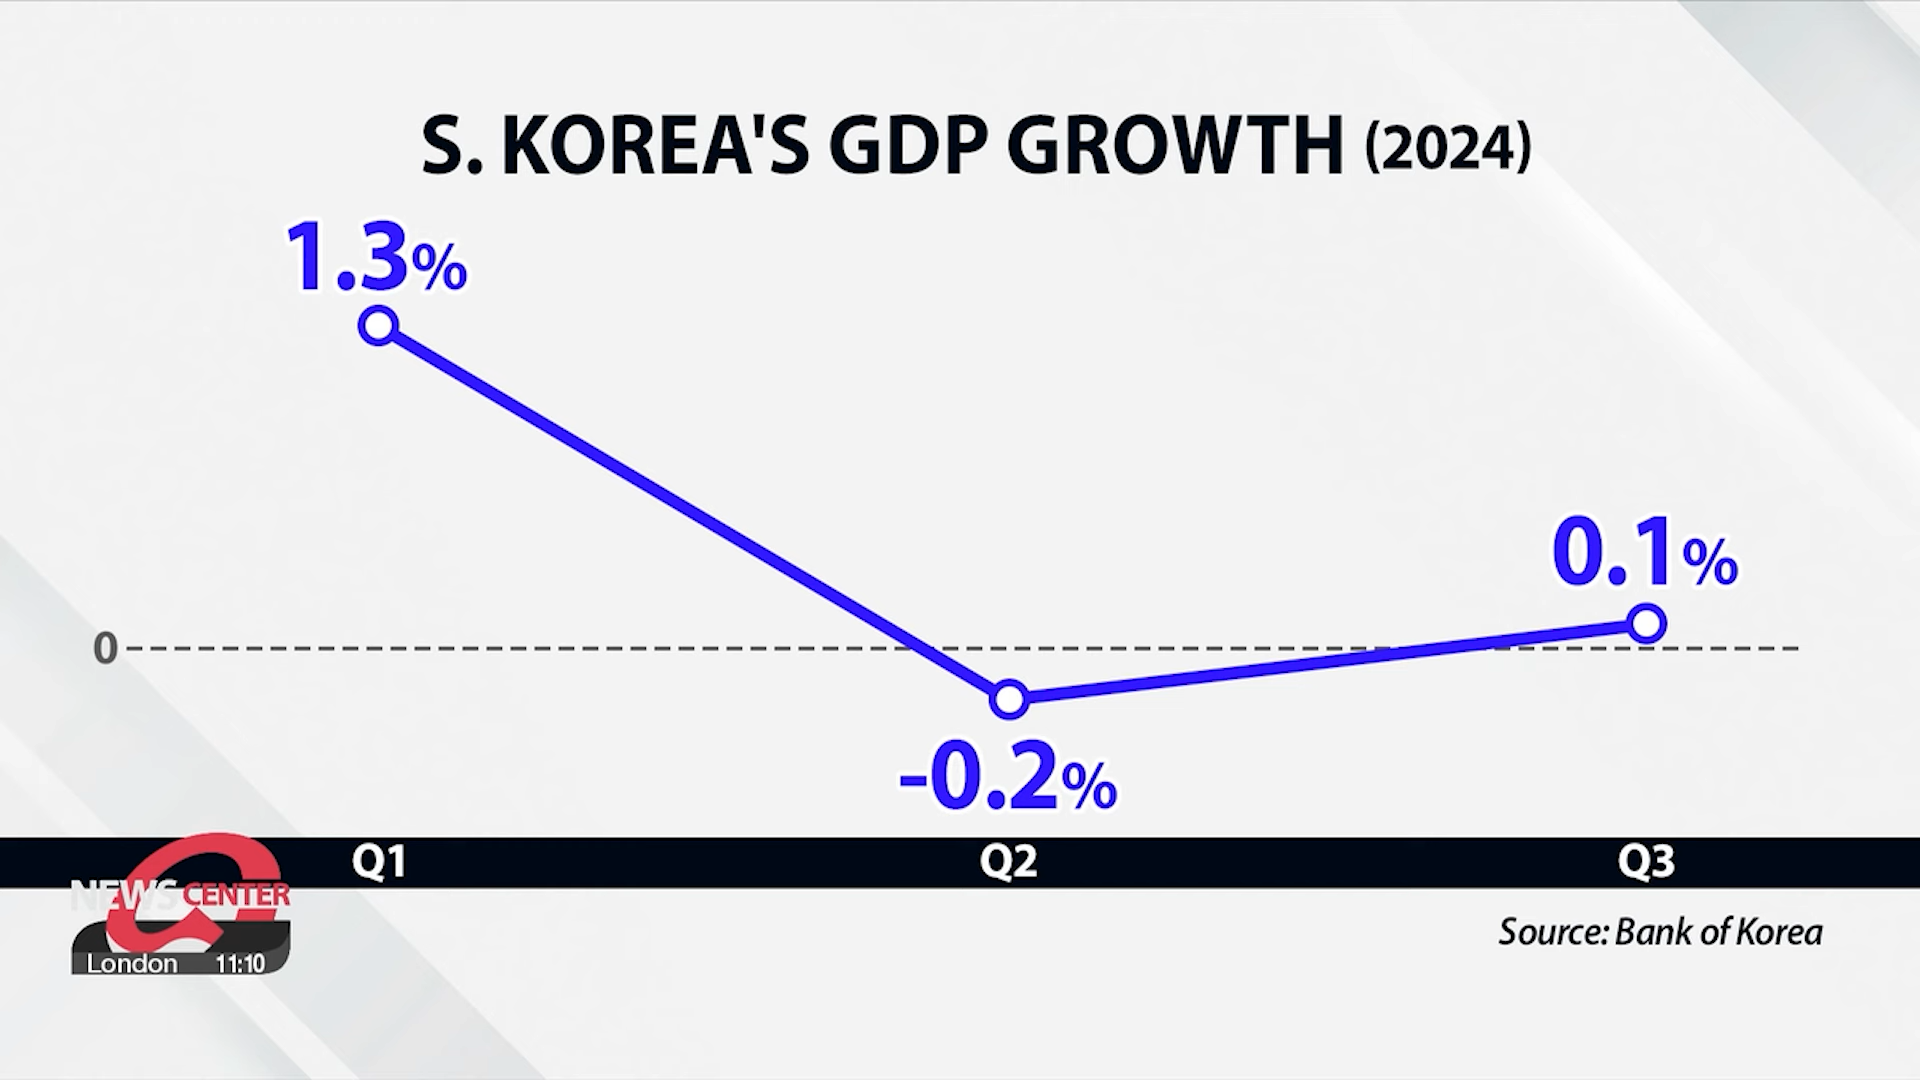 S. KOREA'S GDP GROWTH (2024)
1.3%
0.1%
0
-0.2%
Q1 Q2 Q3
NEWS CENTER
Source: Bank of Korea
London 11:10